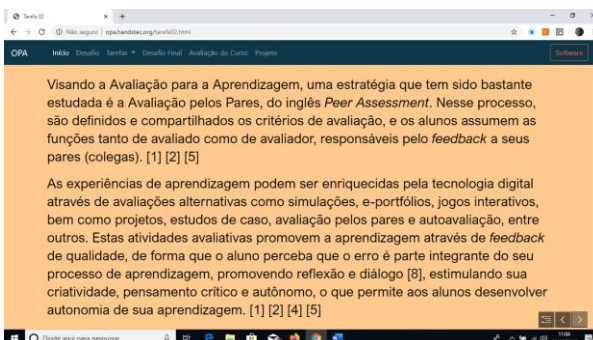 Tarefa 02
Não seguro | opa.handstec.org/tarefa02.html
OPA Início Desafio Tarefas Desafio Final Avaliação do Curso Projeto Software
Visando a Avaliação para a Aprendizagem, uma estratégia que tem sido bastante
estudada é a Avaliação pelos Pares, do inglês Peer Assessment. Nesse processo,
são definidos e compartilhados os critérios de avaliação, e os alunos assumem as
funções tanto de avaliado como de avaliador, responsáveis pelo feedback a seus
pares (colegas). [1] [2] [5]
As experiências de aprendizagem podem ser enriquecidas pela tecnologia digital
através de avaliações alternativas como simulações, e-portfólios, jogos interativos,
bem como projetos, estudos de caso, avaliação pelos pares e autoavaliação, entre
outros. Estas atividades avaliativas promovem a aprendizagem através de feedback
de qualidade, de forma que o aluno perceba que o erro é parte integrante do seu
processo de aprendizagem, promovendo reflexão e diálogo [8], estimulando sua
criatividade, pensamento crítico e autônomo, o que permite aos alunos desenvolver
autonomia de sua aprendizagem. [1] [2] [4] [5]
Digite aqui para pesquisar